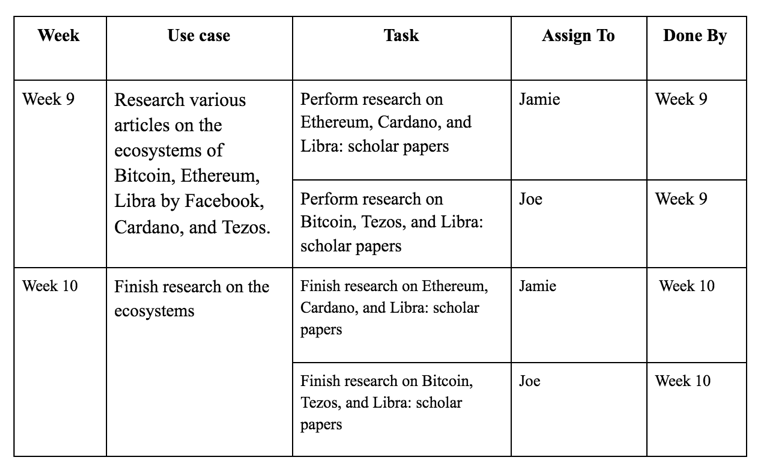 Week Use case Task Assign To Done By
Week 9
Research various
articles on the
ecosystems of
Bitcoin, Ethereum,
Libra by Facebook,
Cardano, and Tezos.
Perform research on
Ethereum, Cardano, and
Libra: scholar papers
Jamie
Week 9
Perform research on
Bitcoin, Tezos, and Libra:
scholar papers
Joe
Week 9
Week 10
Finish research on the
ecosystems
Finish research on Ethereum,
Cardano, and Libra: scholar
papers
Jamie
Week 10
Finish research on Bitcoin,
Tezos, and Libra: scholar
papers
Joe
Week 10